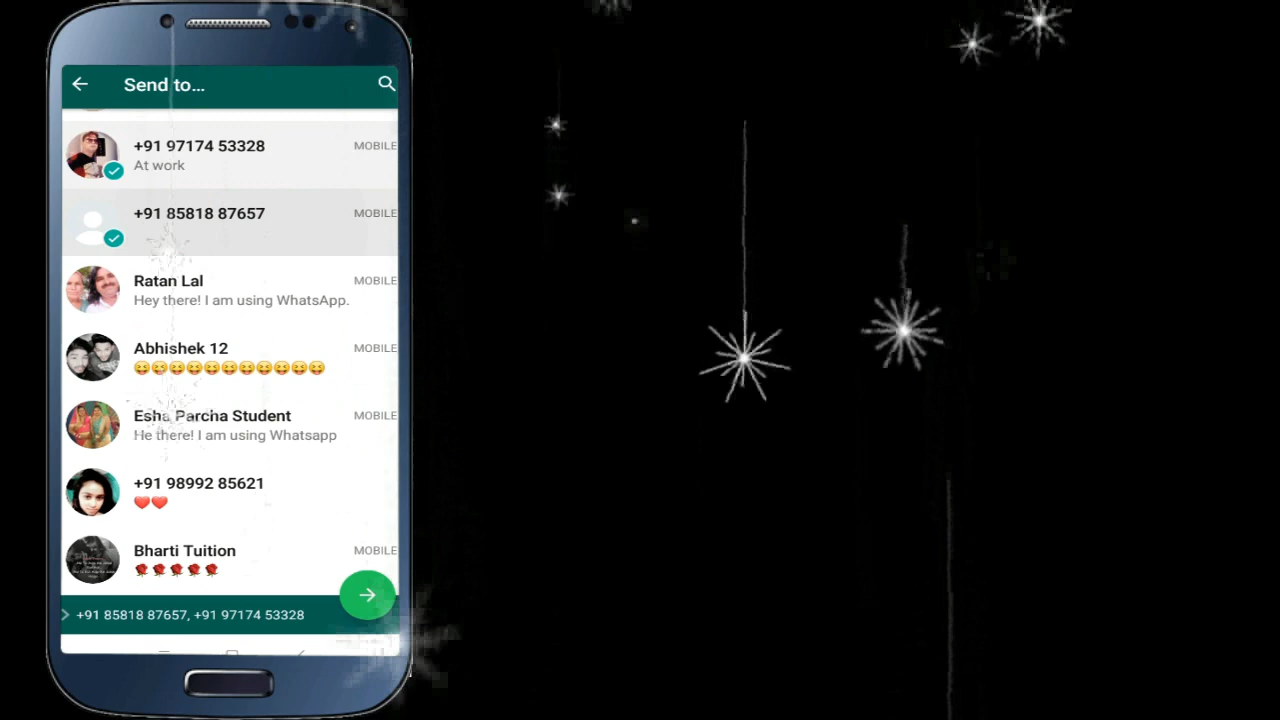 Send to...
+91 97174 53328 MOBILE
At work
+91 85818 87657 MOBILE
Ratan Lal MOBILE
Hey there! I am using WhatsApp.
Abhishek 12 MOBILE
😝😝😝😝😝😝😝😝😝😝😝
Esha Parcha Student MOBILE
He there! I am using Whatsapp
+91 98992 85621
❤️❤️
Bharti Tuition MOBILE
🌹🌹🌹🌹🌹
+91 85818 87657, +91 97174 53328